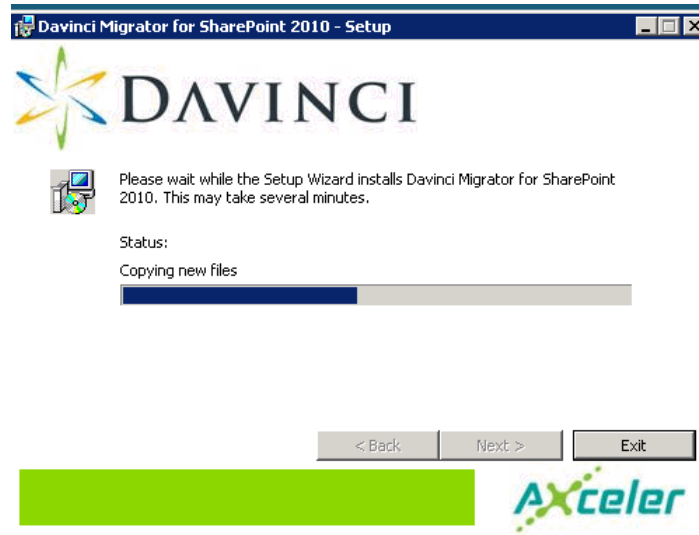 Davinci Migrator for SharePoint 2010 - Setup
DΛVINCI
Please wait while the Setup Wizard installs Davinci Migrator for SharePoint
2010. This may take several minutes.
Status:
Copying new files
< Back Next > Exit
AXceler